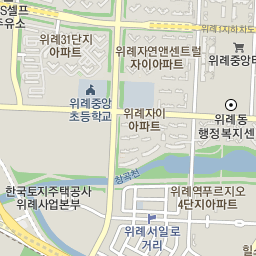 S셀프
주유소
위례31단지
아파트
위례자연앤센트럴
자이아파트
위례중앙
위례중앙
초등학교
위례자이
아파트
위례동
행정복지센
창곡천
한국토지주택공사
위례사업본부
위례역푸르지오
4단지아파트
위례서일로
거리
힐스